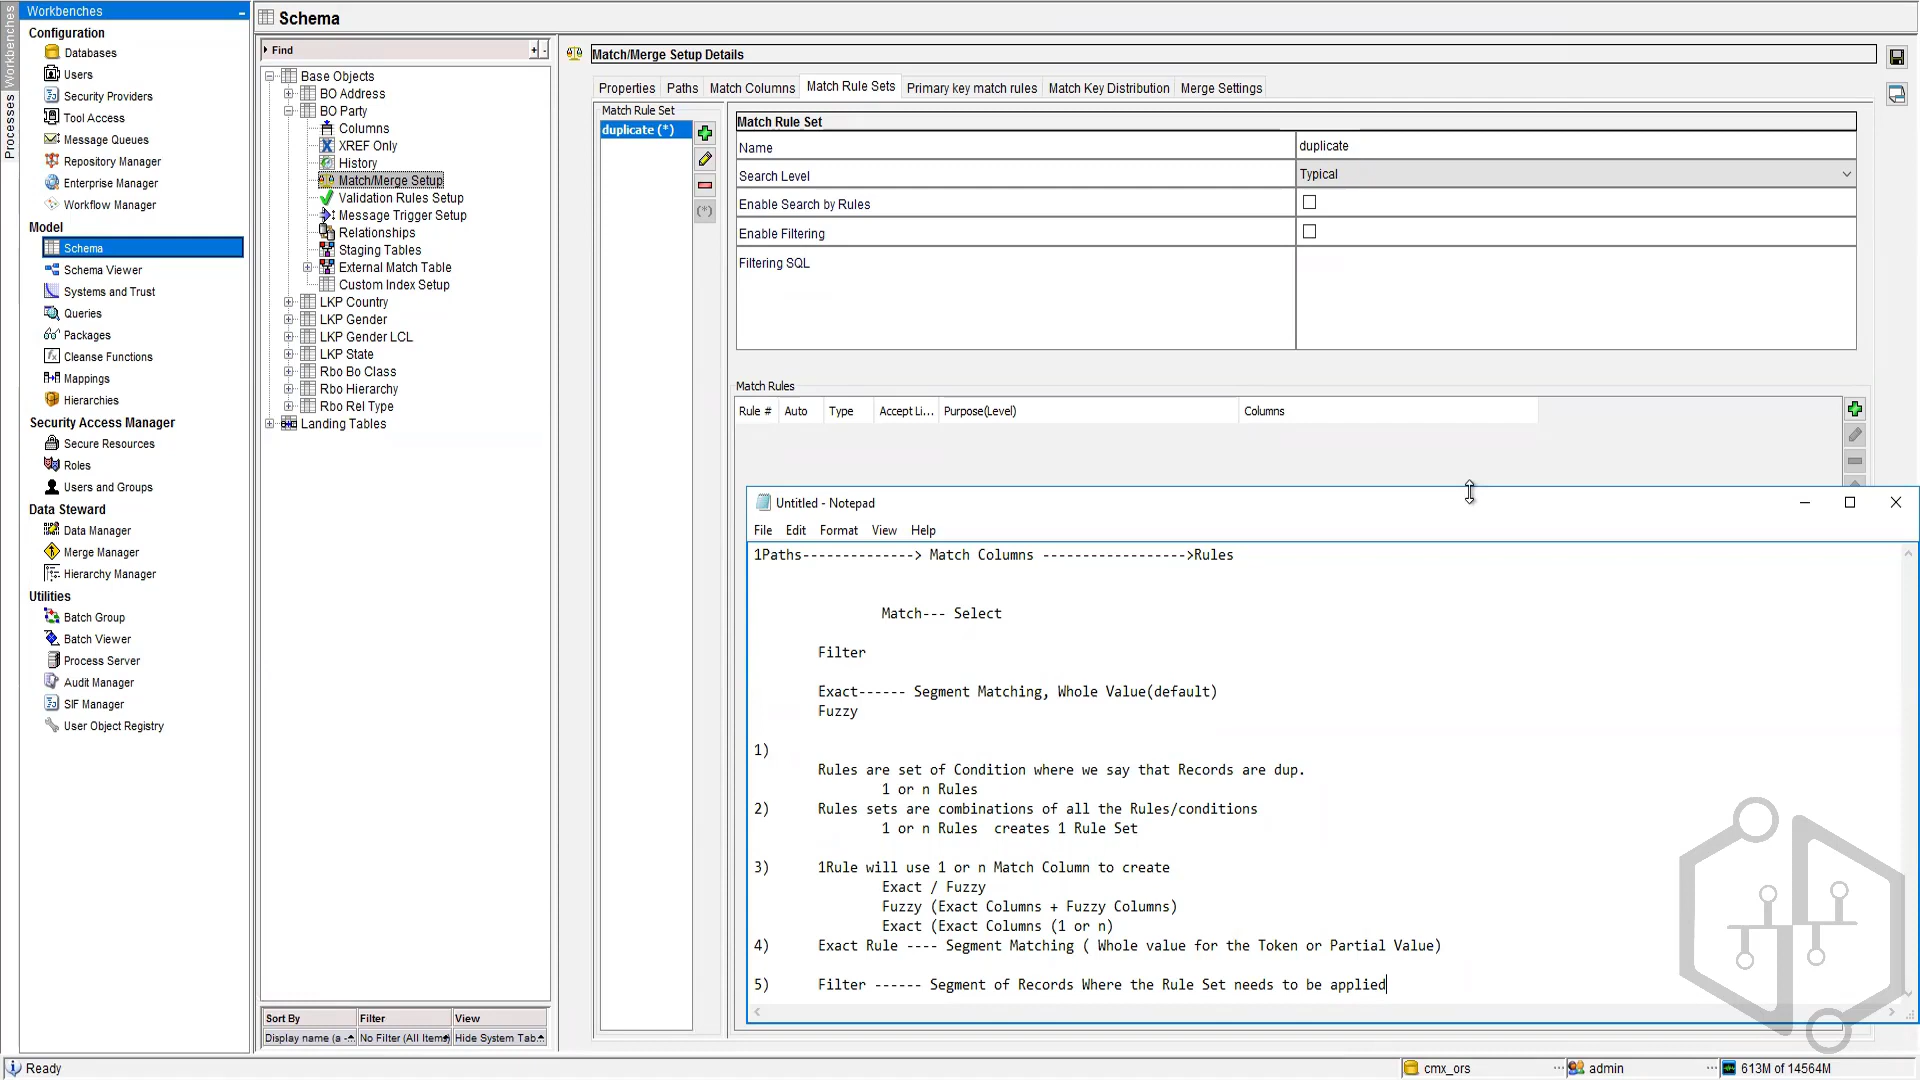 Workbenches
Processes
Workbenches
Configuration
Databases
Users
Security Providers
Tool Access
Message Queues
Repository Manager
Enterprise Manager
Workflow Manager
Model
Schema
Schema Viewer
Systems and Trust
Queries
Packages
Cleanse Functions
Mappings
Hierarchies
Security Access Manager
Secure Resources
Roles
Users and Groups
Data Steward
Data Manager
Merge Manager
Hierarchy Manager
Utilities
Batch Group
Batch Viewer
Process Server
Audit Manager
SIF Manager
User Object Registry
Schema
Find
Base Objects
BO Address
BO Party
Columns
XREF Only
History
Match/Merge Setup
Validation Rules Setup
Message Trigger Setup
Relationships
Staging Tables
External Match Table
Custom Index Setup
LKP Country
LKP Gender
LKP Gender LCL
LKP State
Rbo Bo Class
Rbo Hierarchy
Rbo Rel Type
Landing Tables
Sort By Filter View
Display name (a - No Filter (All Items) Hide System Tab..
Match/Merge Setup Details
Properties Paths Match Columns Match Rule Sets Primary key match rules Match Key Distribution Merge Settings
Match Rule Set
duplicate (*)
(*)
Match Rule Set
Name duplicate
Search Level Typical
Enable Search by Rules
Enable Filtering
Filtering SQL
Match Rules
Rule # Auto Type Accept Li... Purpose(Level) Columns
Untitled - Notepad
File Edit Format View Help
1Paths--------------> Match Columns ------------------>Rules
Match--- Select
Filter
Exact------ Segment Matching, Whole Value(default)
Fuzzy
1)
Rules are set of Condition where we say that Records are dup.
1 or n Rules
2) Rules sets are combinations of all the Rules/conditions
1 or n Rules creates 1 Rule Set
3) 1Rule will use 1 or n Match Column to create
Exact / Fuzzy
Fuzzy (Exact Columns + Fuzzy Columns)
Exact (Exact Columns (1 or n)
4) Exact Rule ---- Segment Matching ( Whole value for the Token or Partial Value)
5) Filter ------ Segment of Records Where the Rule Set needs to be applied
Ready
cmx_ors
admin
613M of 14564M